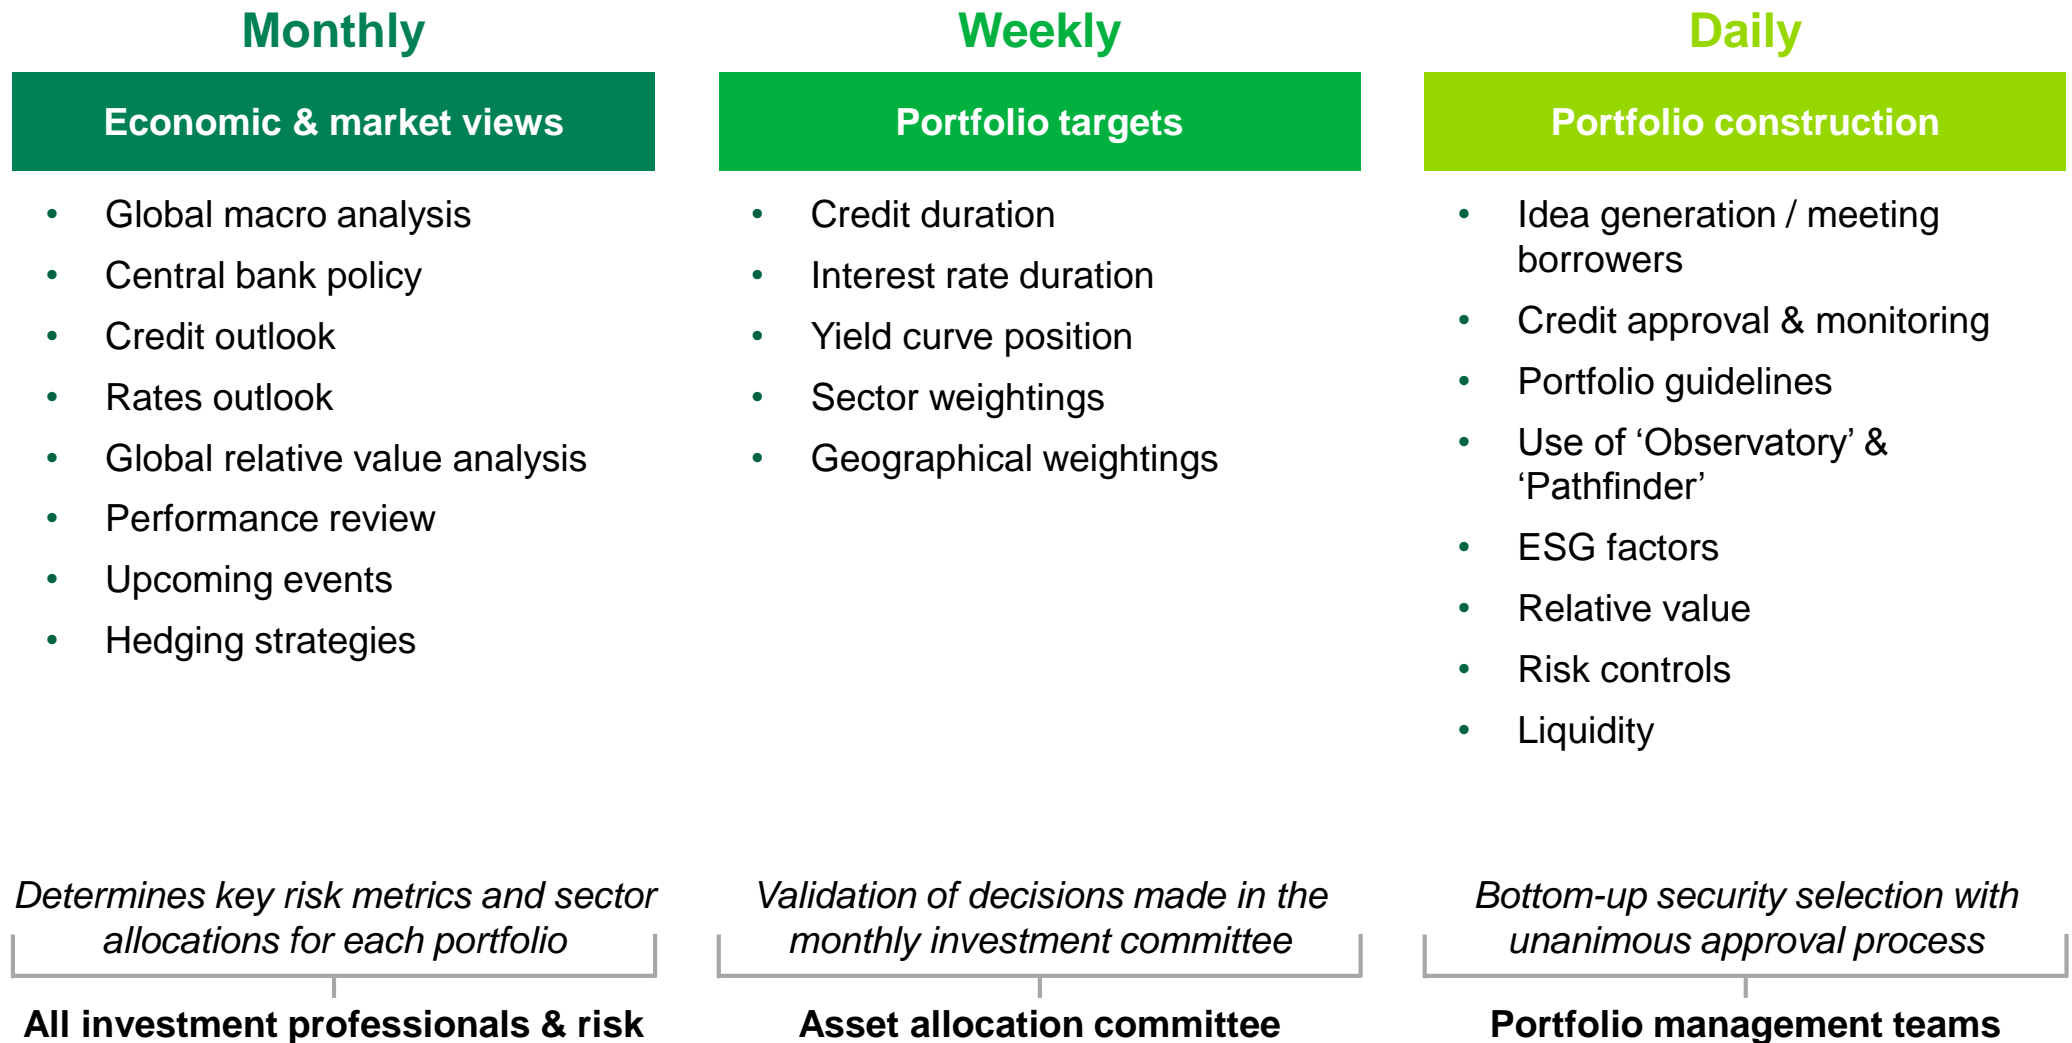 Monthly
Economic & market views
• Global macro analysis
• Central bank policy
• Credit outlook
• Rates outlook
• Global relative value analysis
• Performance review
• Upcoming events
• Hedging strategies
Determines key risk metrics and sector
allocations for each portfolio
All investment professionals & risk
Weekly
Portfolio targets
• Credit duration
• Interest rate duration
• Yield curve position
• Sector weightings
• Geographical weightings
Validation of decisions made in the
monthly investment committee
Asset allocation committee
Daily
Portfolio construction
• Idea generation / meeting
borrowers
• Credit approval & monitoring
• Portfolio guidelines
• Use of ‘Observatory’ &
‘Pathfinder’
• ESG factors
• Relative value
• Risk controls
• Liquidity
Bottom-up security selection with
unanimous approval process
Portfolio management teams